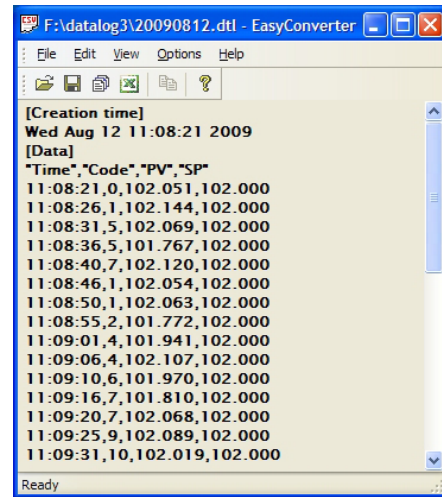 F:\datalog3\20090812.dtl - EasyConverter
File Edit View Options Help
[Creation time]
Wed Aug 12 11:08:21 2009
[Data]
"Time","Code","PV","SP"
11:08:21,0,102.051,102.000
11:08:26,1,102.144,102.000
11:08:31,5,102.069,102.000
11:08:36,5,101.767,102.000
11:08:40,7,102.120,102.000
11:08:46,1,102.054,102.000
11:08:50,1,102.063,102.000
11:08:55,2,101.772,102.000
11:09:01,4,101.941,102.000
11:09:06,4,102.107,102.000
11:09:10,6,101.970,102.000
11:09:16,7,101.810,102.000
11:09:20,7,102.068,102.000
11:09:25,9,102.089,102.000
11:09:31,10,102.019,102.000
Ready